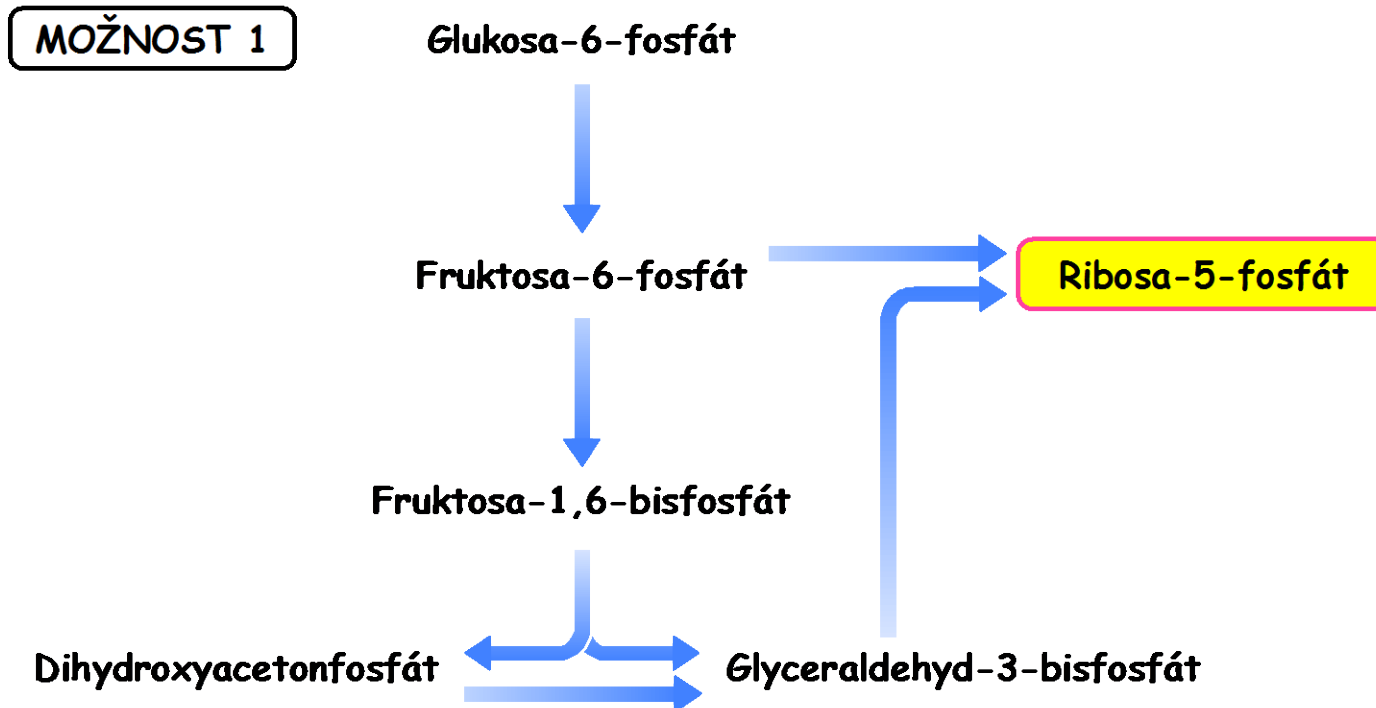 MOŽNOST 1
Glukosa-6-fosfát
Fruktosa-6-fosfát
Ribosa-5-fosfát
Fruktosa-1,6-bisfosfát
Dihydroxyacetonfosfát
Glyceraldehyd-3-bisfosfát